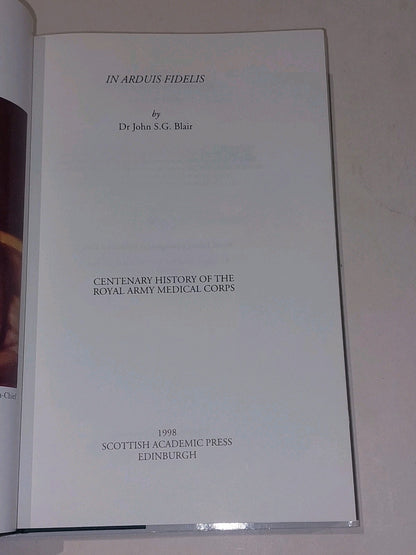 IN ARDUIS FIDELIS
by
Dr John S.G. Blair
CENTENARY HISTORY OF THE
ROYAL ARMY MEDICAL CORPS
1998
SCOTTISH ACADEMIC PRESS
EDINBURGH
-Chief